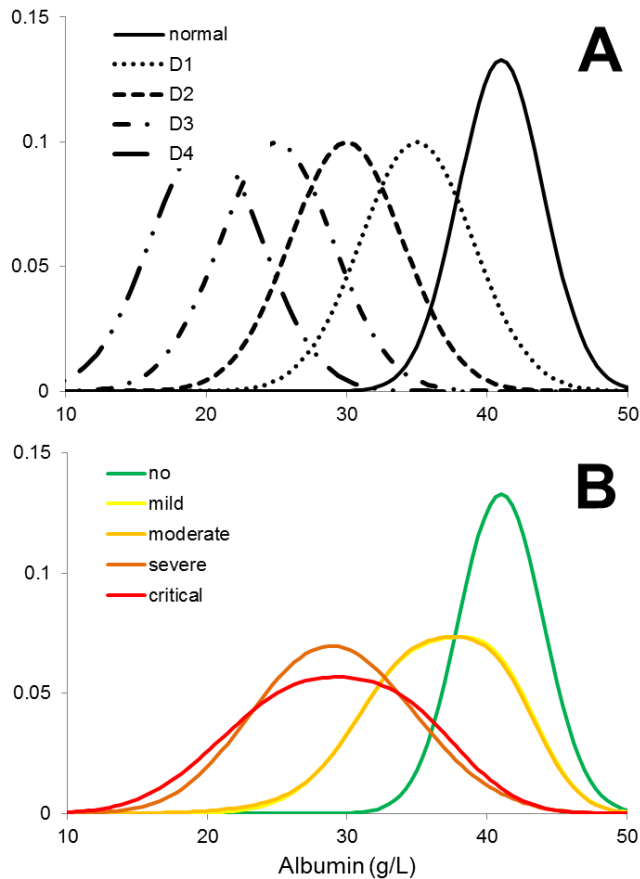 0.15
normal
D1
D2
D3
D4
A
0.1
0.05
0
10 20 30 40 50
0.15
no
mild
moderate
severe
critical
B
0.1
0.05
0
10 20 30 40 50
Albumin (g/L)